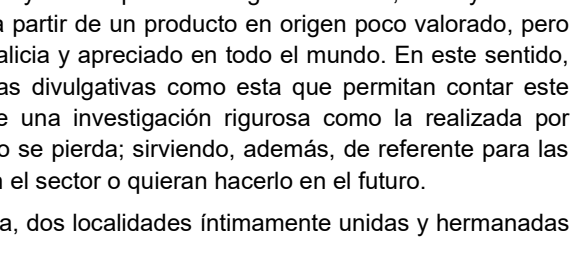 partir de un producto en origen poco valorado, pero
y apreciado en todo el mundo. En este sentido,
divulgativas como esta que permitan contar este
una investigación rigurosa como la realizada por
se pierda; sirviendo, además, de referente para las
el sector o quieran hacerlo en el futuro.
dos localidades íntimamente unidas y hermanadas